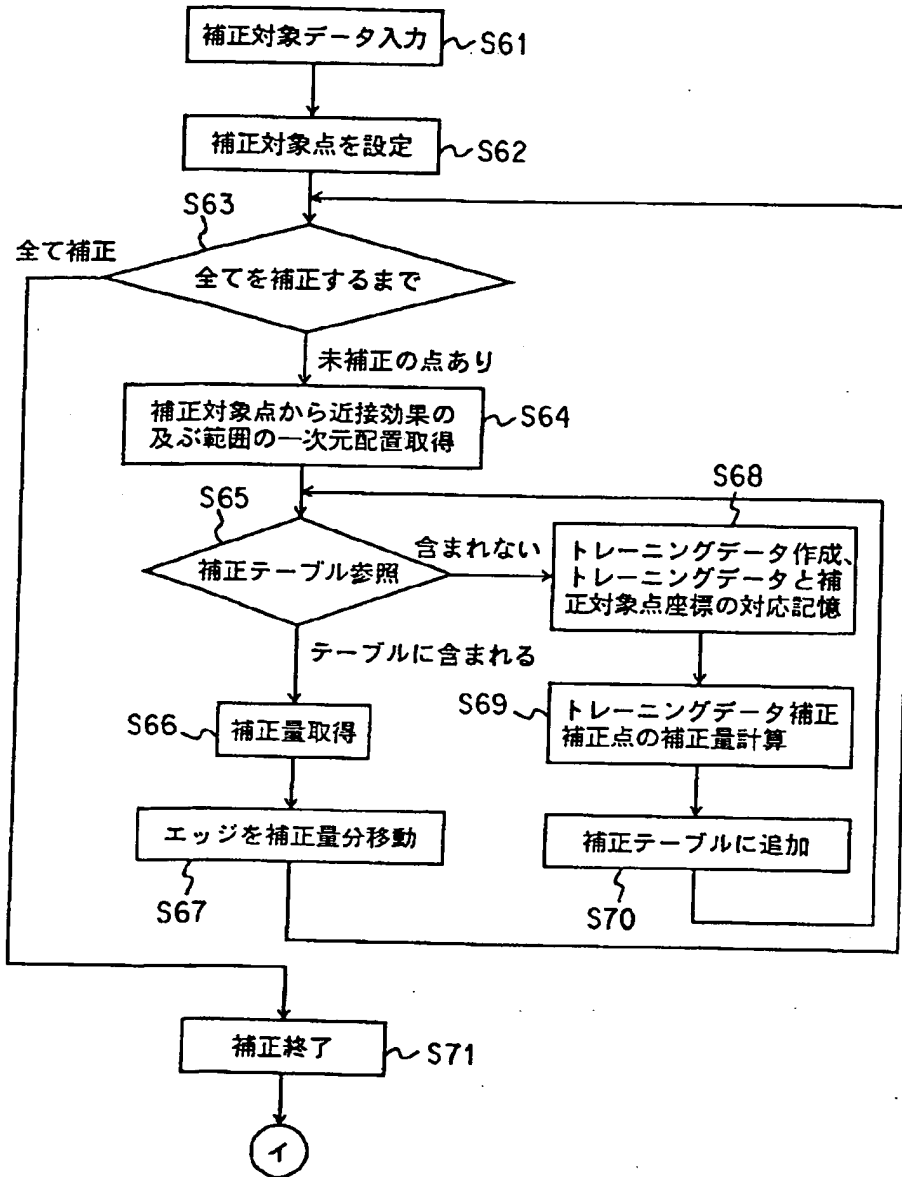 補正対象データ入力
S61
補正対象点を設定
S62
S63
全て補正
全てを補正するまで
未補正の点あり
補正対象点から近接効果の
及ぶ範囲の一次元配置取得
S64
S65
補正テーブル参照
含まれない
S68
トレーニングデータ作成、
トレーニングデータと補
正対象点座標の対応記憶
テーブルに含まれる
S66
補正量取得
S69
トレーニングデータ補正
補正点の補正量計算
エッジを補正量分移動
S67
補正テーブルに追加
S70
補正終了
S71
イ